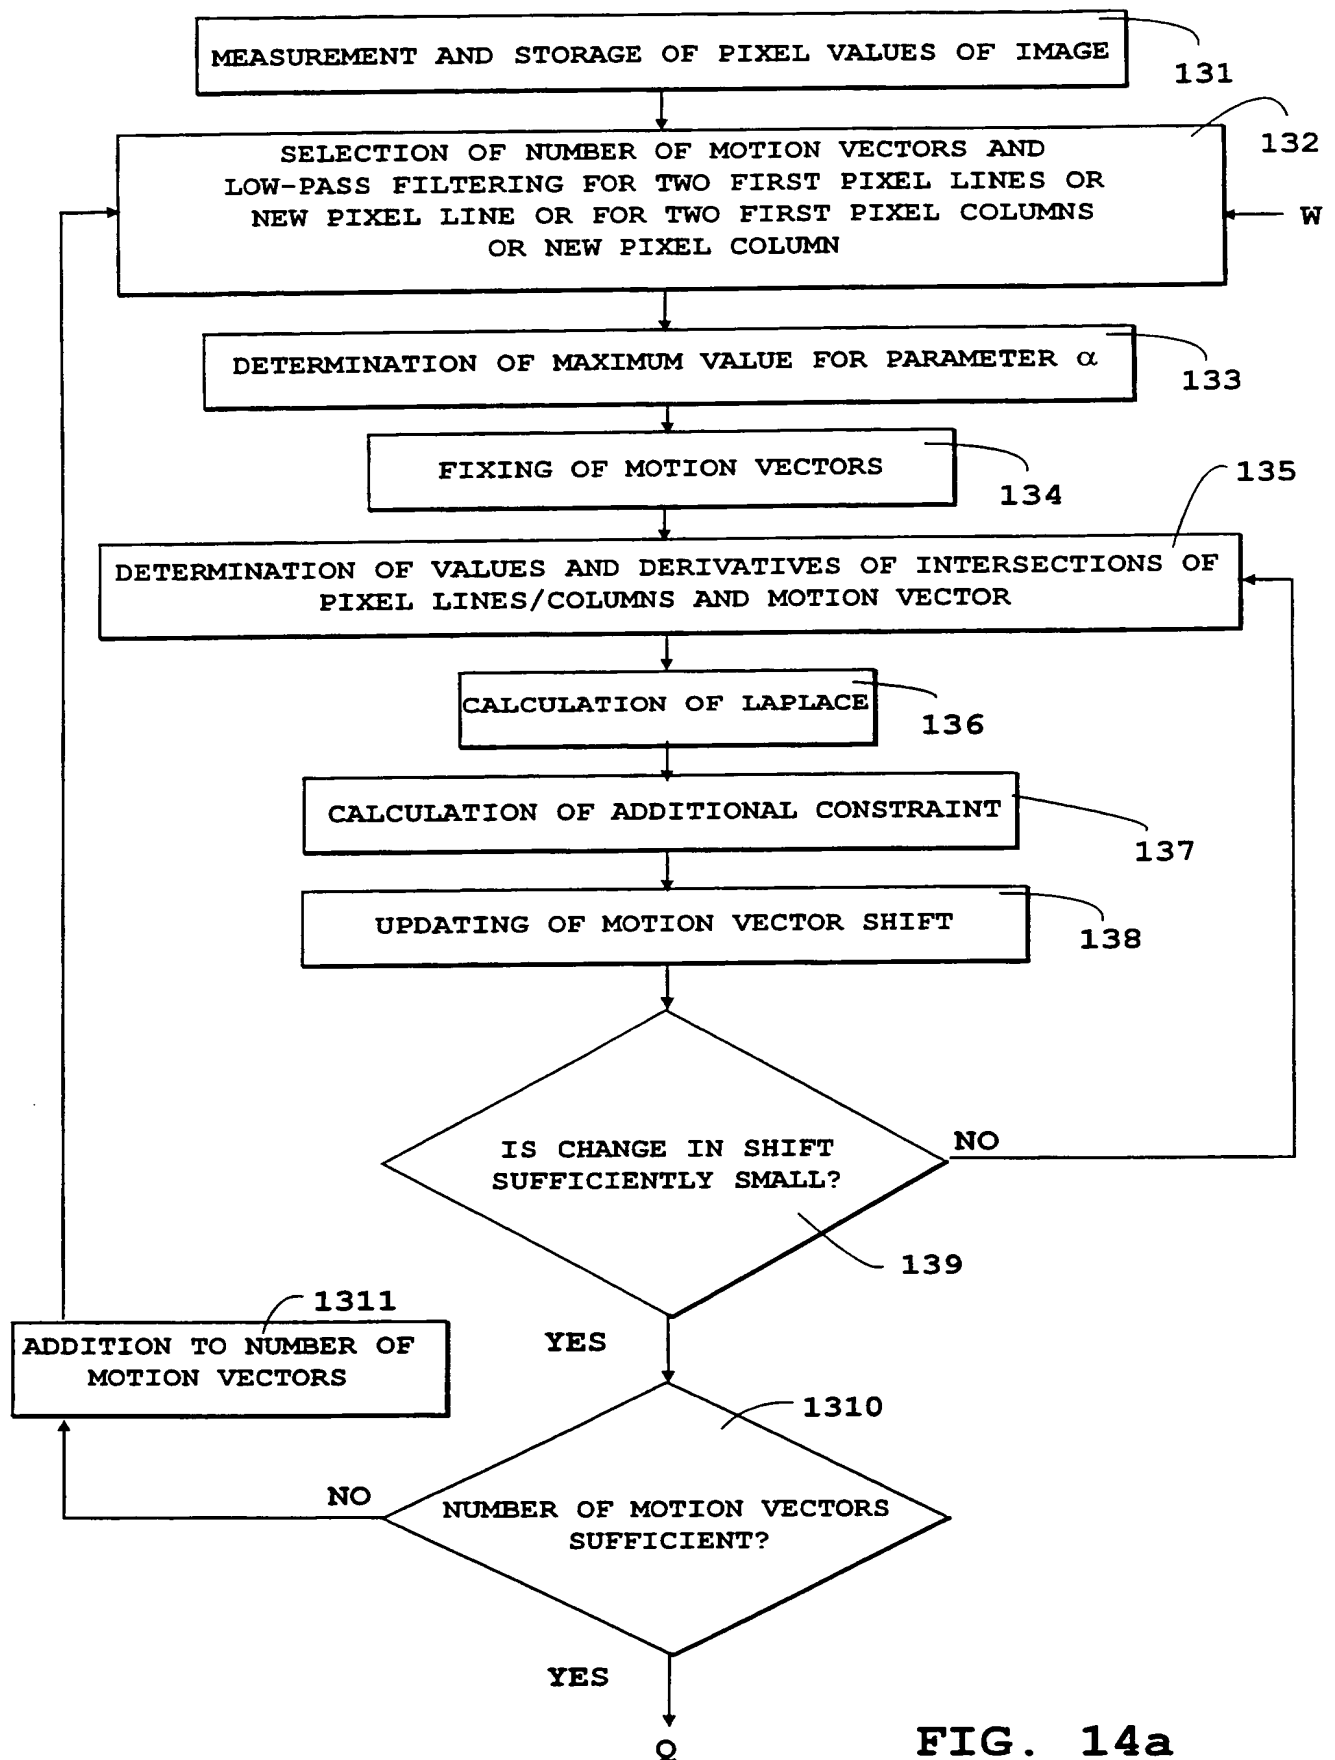 MEASUREMENT AND STORAGE OF PIXEL VALUES OF IMAGE
131
SELECTION OF NUMBER OF MOTION VECTORS AND
LOW-PASS FILTERING FOR TWO FIRST PIXEL LINES OR
NEW PIXEL LINE OR FOR TWO FIRST PIXEL COLUMNS
OR NEW PIXEL COLUMN
132
W
DETERMINATION OF MAXIMUM VALUE FOR PARAMETER α
133
FIXING OF MOTION VECTORS
134
135
DETERMINATION OF VALUES AND DERIVATIVES OF INTERSECTIONS OF
PIXEL LINES/COLUMNS AND MOTION VECTOR
CALCULATION OF LAPLACE
136
CALCULATION OF ADDITIONAL CONSTRAINT
137
UPDATING OF MOTION VECTOR SHIFT
138
IS CHANGE IN SHIFT
SUFFICIENTLY SMALL?
NO
139
YES
1311
ADDITION TO NUMBER OF
MOTION VECTORS
1310
NO
NUMBER OF MOTION VECTORS
SUFFICIENT?
YES
Q
FIG. 14a